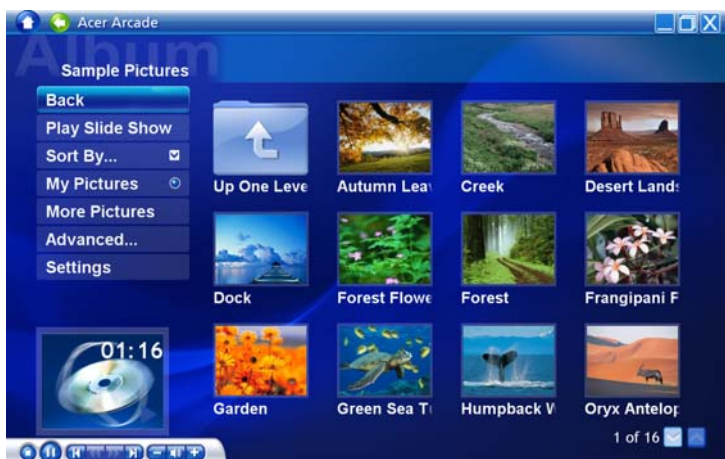 Acer Arcade
Album
Sample Pictures
Back
Play Slide Show
Sort By...
My Pictures
More Pictures
Advanced...
Settings
Up One Leve
Autumn Lea
Creek
Desert Lands
Dock
Forest Flowe
Forest
Frangipani F
01:16
Garden
Green Sea T
Humpback W
Oryx Antelop
1 of 16